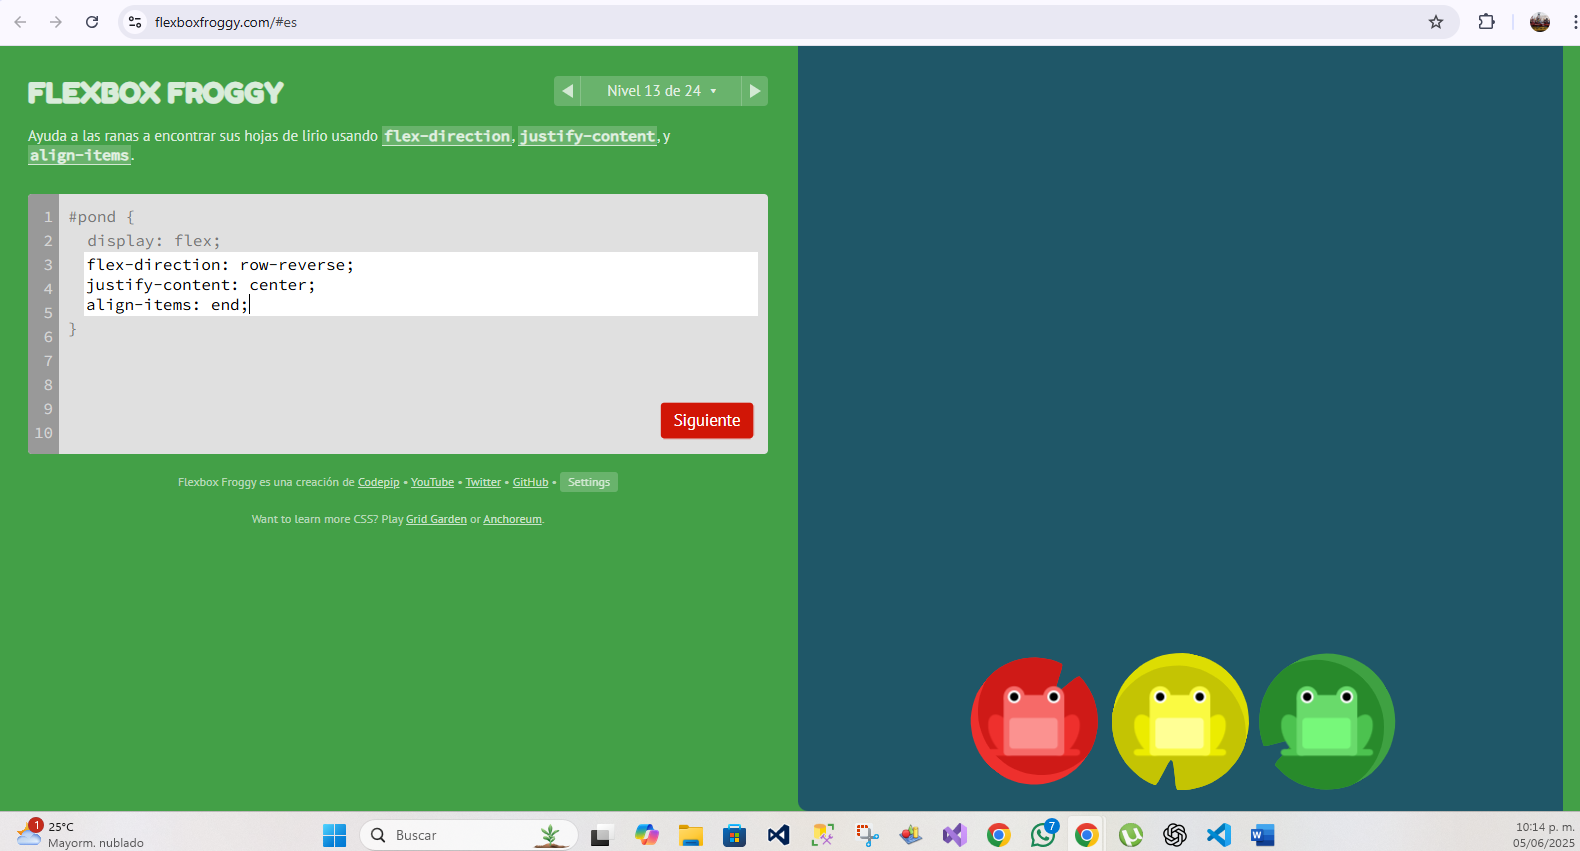 flexboxfroggy.com/#es
FLEXBOX FROGGY
Nivel 13 de 24 ▾
Ayuda a las ranas a encontrar sus hojas de lirio usando flex-direction, justify-content, y
align-items.
1 #pond {
2 display: flex;
3 flex-direction: row-reverse;
4 justify-content: center;
5 align-items: end;
6 }
7
8
9
10
Siguiente
Flexbox Froggy es una creación de Codepip • YouTube • Twitter • GitHub • Settings
Want to learn more CSS? Play Grid Garden or Anchoreum.
1
25°C
Mayorm. nublado
Buscar
7
10:14 p. m.
05/06/2025